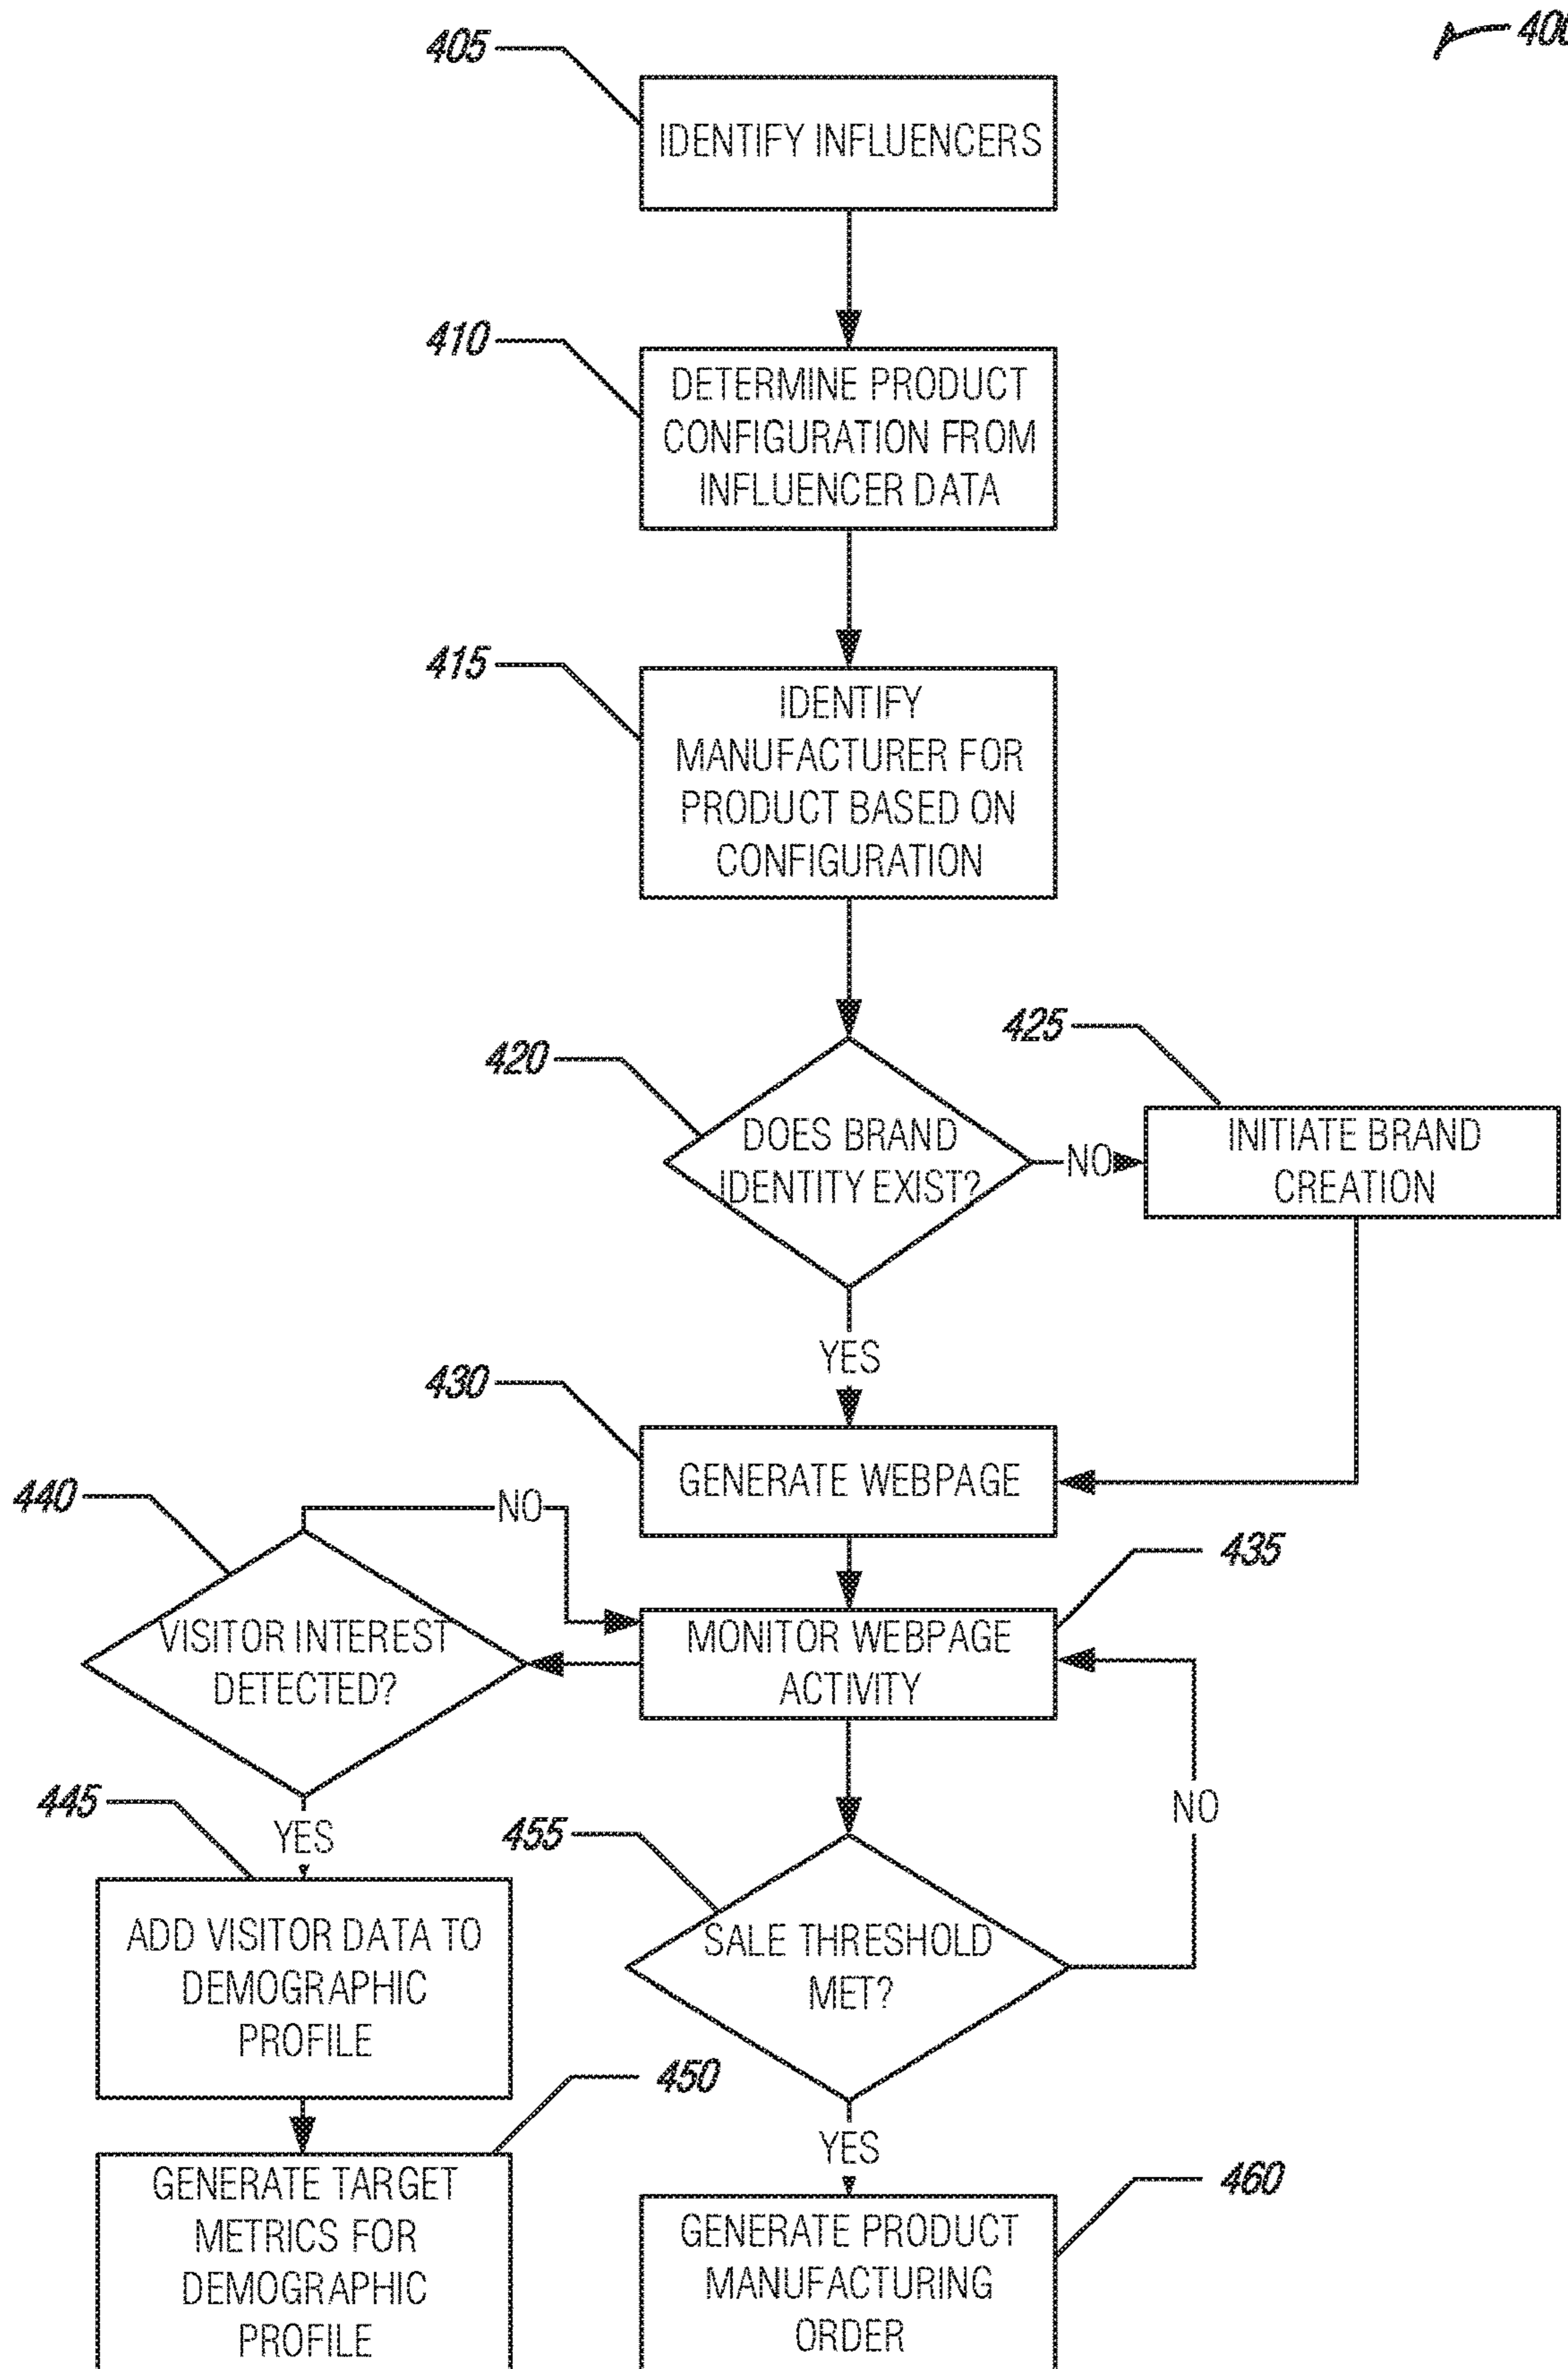 400
405
IDENTIFY INFLUENCERS
410
DETERMINE PRODUCT
CONFIGURATION FROM
INFLUENCER DATA
415
IDENTIFY
MANUFACTURER FOR
PRODUCT BASED ON
CONFIGURATION
420
DOES BRAND
IDENTITY EXIST?
NO
425
INITIATE BRAND
CREATION
YES
430
GENERATE WEBPAGE
440
NO
435
VISITOR INTEREST
DETECTED?
MONITOR WEBPAGE
ACTIVITY
NO
445
YES
455
ADD VISITOR DATA TO
DEMOGRAPHIC
PROFILE
SALE THRESHOLD
MET?
450
YES
GENERATE TARGET
METRICS FOR
DEMOGRAPHIC
PROFILE
460
GENERATE PRODUCT
MANUFACTURING
ORDER